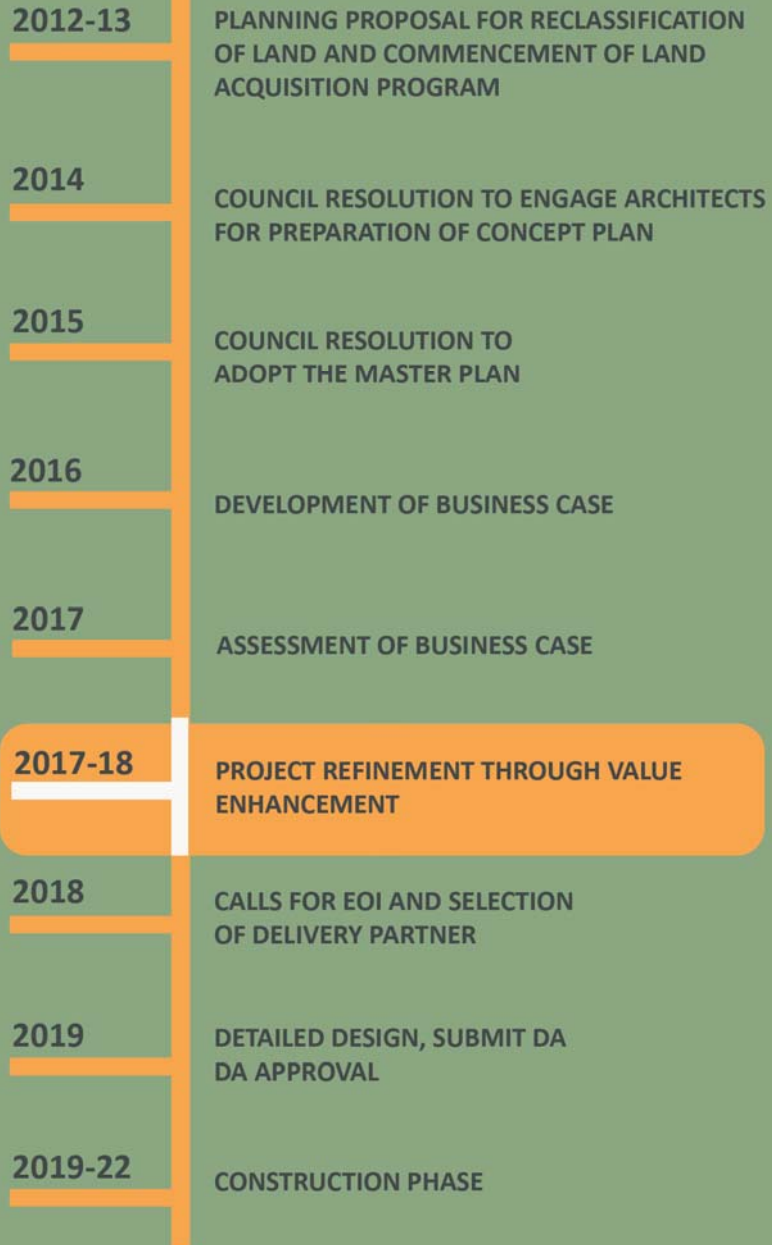 2012-13
PLANNING PROPOSAL FOR RECLASSIFICATION
OF LAND AND COMMENCEMENT OF LAND
ACQUISITION PROGRAM
2014
COUNCIL RESOLUTION TO ENGAGE ARCHITECTS
FOR PREPARATION OF CONCEPT PLAN
2015
COUNCIL RESOLUTION TO
ADOPT THE MASTER PLAN
2016
DEVELOPMENT OF BUSINESS CASE
2017
ASSESSMENT OF BUSINESS CASE
2017-18
PROJECT REFINEMENT THROUGH VALUE
ENHANCEMENT
2018
CALLS FOR EOI AND SELECTION
OF DELIVERY PARTNER
2019
DETAILED DESIGN, SUBMIT DA
DA APPROVAL
2019-22
CONSTRUCTION PHASE